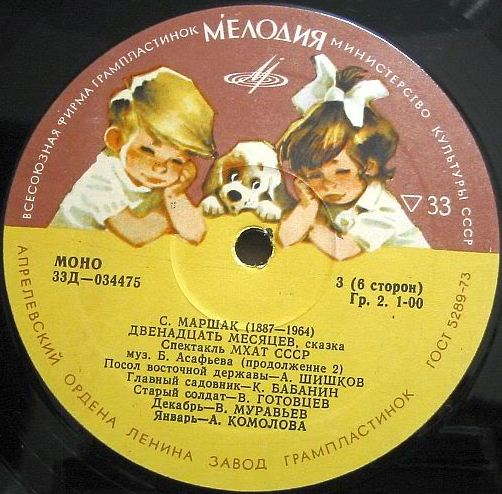 ВСЕСОЮЗНАЯ ФИРМА ГРАМПЛАСТИНОК МЕЛОДИЯ МИНИСТЕРСТВО КУЛЬТУРЫ СССР
33
МОНО
33Д—034475
3 (6 сторон)
Гр. 2. 1-00
С. МАРШАК (1887—1964)
ДВЕНАДЦАТЬ МЕСЯЦЕВ, сказка
Спектакль МХАТ СССР
муз. Б. Асафьева (продолжение 2)
Посол восточной державы—А. ШИШКОВ
Главный садовник—К. БАБАНИН
Старый солдат—В. ГОТОВЦЕВ
Декабрь—В. МУРАВЬЕВ
Январь—А. КОМОЛОВА
АПРЕЛЕВСКИЙ ОРДЕНА ЛЕНИНА ЗАВОД ГРАМПЛАСТИНОК ГОСТ 5289-73